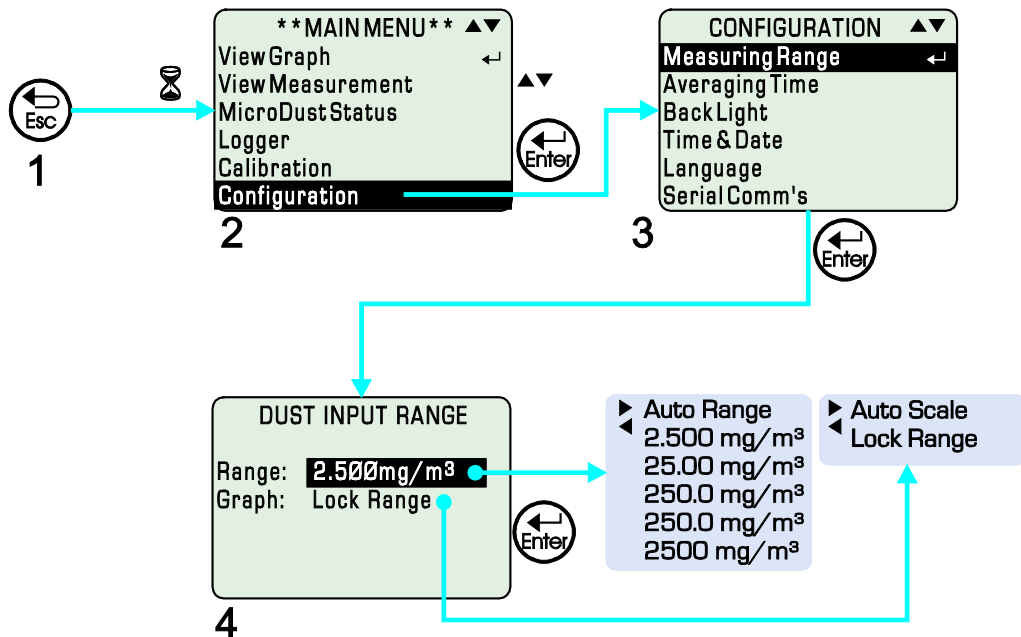 Esc
1
**MAIN MENU** ▲▼
View Graph ↵
View Measurement
MicroDust Status
Logger
Calibration
Configuration
2
▲▼
Enter
CONFIGURATION ▲▼
Measuring Range ↵
Averaging Time
Back Light
Time & Date
Language
Serial Comm's
3
Enter
DUST INPUT RANGE
Range: 2.5ØØmg/m³
Graph: Lock Range
4
Enter
▶ Auto Range
◀ 2.500 mg/m³
25.00 mg/m³
250.0 mg/m³
250.0 mg/m³
2500 mg/m³
▶ Auto Scale
◀ Lock Range